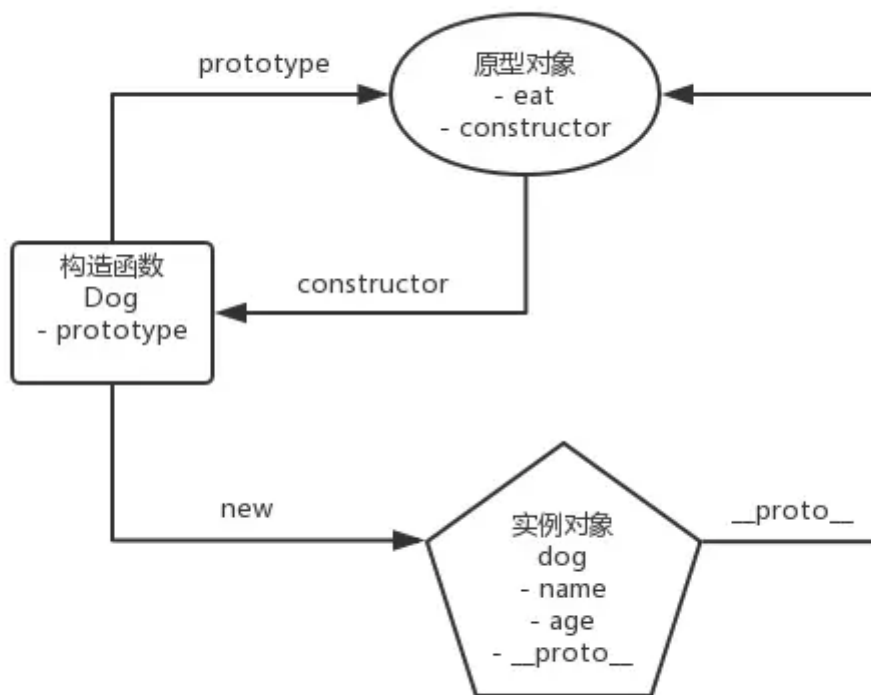 prototype
原型对象
- eat
- constructor
构造函数
Dog
- prototype
constructor
new
实例对象
dog
- name
- age
- __proto__
__proto__